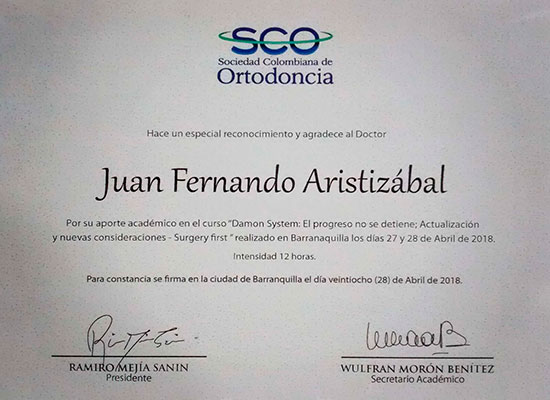 SCO
Sociedad Colombiana de
Ortodoncia
Hace un especial reconocimiento y agradece al Doctor
Juan Fernando Aristizábal
Por su aporte académico en el curso "Damon System: El progreso no se detiene; Actualización
y nuevas consideraciones - Surgery first " realizado en Barranaquilla los días 27 y 28 de Abril de 2018.
Intensidad 12 horas.
Para constancia se firma en la ciudad de Barranquilla el día veintiocho (28) de Abril de 2018.
RAMIRO MEJÍA SANIN
Presidente
WULFRAN MORÓN BENÍTEZ
Secretario Académico